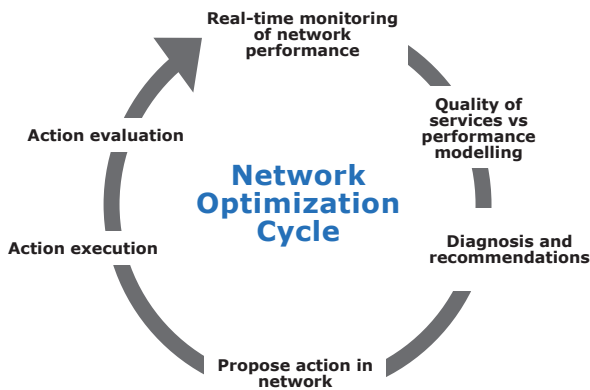 Real-time monitoring
of network
performance
Quality of
services vs
performance
modelling
Diagnosis and
recommendations
Propose action in
network
Action execution
Action evaluation
Network
Optimization
Cycle